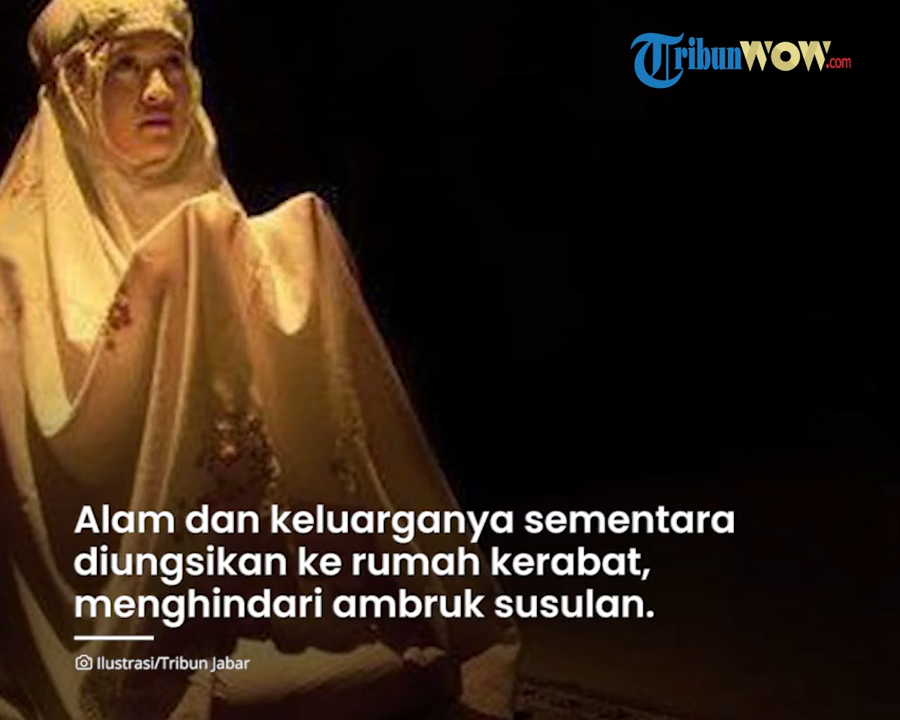 TribunWOW.com
Alam dan keluarganya sementara
diungsikan ke rumah kerabat,
menghindari ambruk susulan.
Ilustrasi/Tribun Jabar